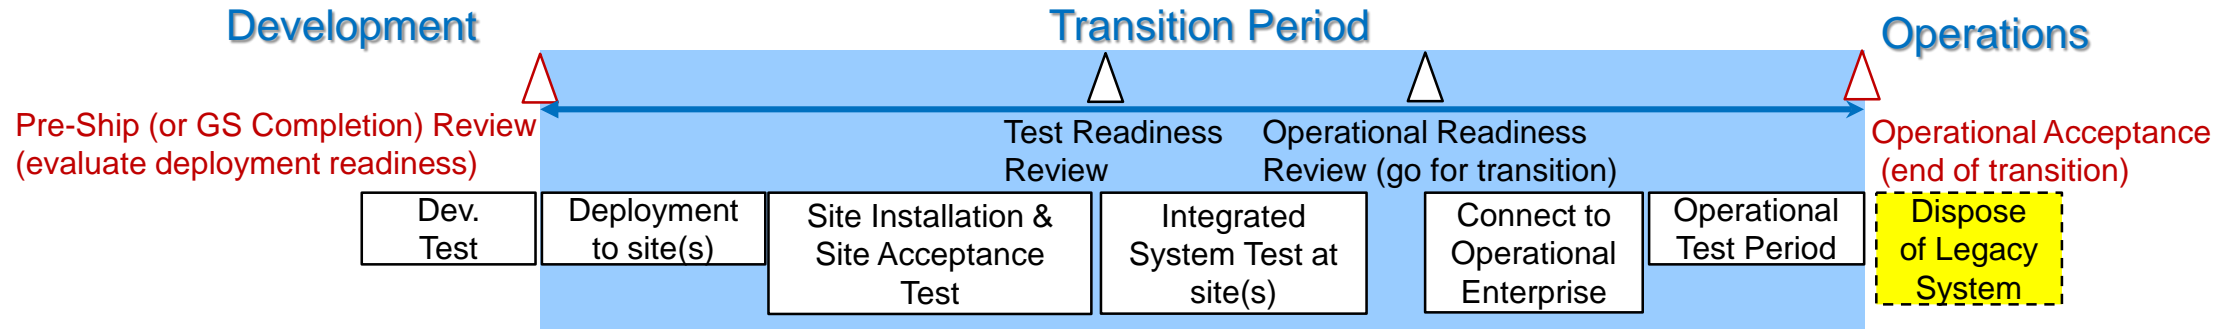 Development
Transition Period
Operations
Pre-Ship (or GS Completion) Review
(evaluate deployment readiness)
Test Readiness
Review
Operational Readiness
Review (go for transition)
Operational Acceptance
(end of transition)
Dev.
Test
Deployment
to site(s)
Site Installation &
Site Acceptance
Test
Integrated
System Test at
site(s)
Connect to
Operational
Enterprise
Operational
Test Period
Dispose
of Legacy
System